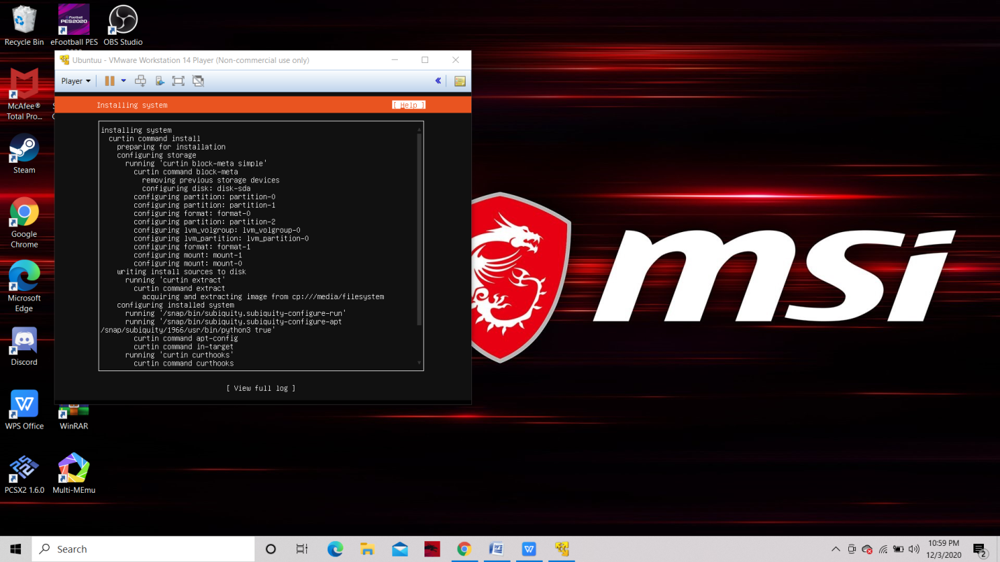 Recycle Bin
eFootball PES
OBS Studio
PES2020
McAfee®
Total Pro...
Steam
Google
Chrome
Microsoft
Edge
Discord
WPS Office
WinRAR
PCSX2 1.6.0
Multi-MEmu
Ubuntuu - VMware Workstation 14 Player (Non-commercial use only)
Player
Installing system
[ Help ]
installing system
curtin command install
preparing for installation
configuring storage
running 'curtin block-meta simple'
curtin command block-meta
removing previous storage devices
configuring disk: disk-sda
configuring partition: partition-0
configuring partition: partition-1
configuring format: format-0
configuring partition: partition-2
configuring lvm_volgroup: lvm_volgroup-0
configuring lvm_partition: lvm_partition-0
configuring format: format-1
configuring mount: mount-1
configuring mount: mount-0
writing install sources to disk
running 'curtin extract'
curtin command extract
acquiring and extracting image from cp:///media/filesystem
configuring installed system
running '/snap/bin/subiquity.subiquity-configure-run'
running '/snap/bin/subiquity.subiquity-configure-apt
/snap/subiquity/1966/usr/bin/python3 true'
curtin command apt-config
curtin command in-target
running 'curtin curthooks'
curtin command curthooks
[ View full log ]
msi
Search
10:59 PM
12/3/2020
2